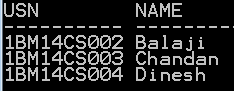 USN NAME
---------- ----------
1BM14CS002 Balaji
1BM14CS003 Chandan
1BM14CS004 Dinesh